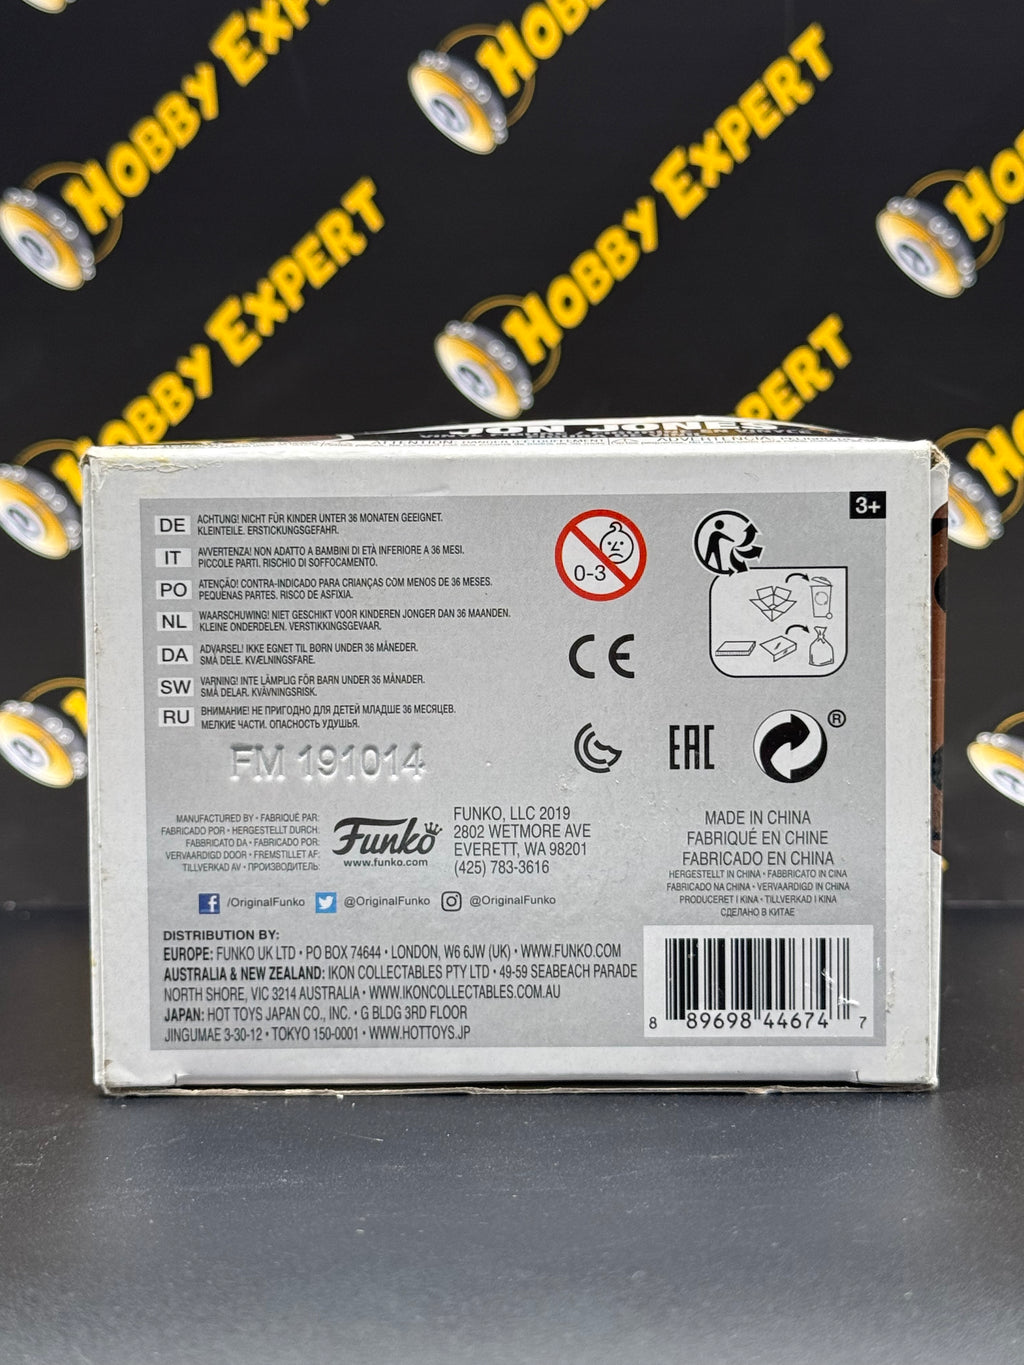 HOBBY EXPERT
HOBBY EXPERT
HOBBY EXPERT
HOBBY EXPERT
JON JONES
3+
DE ACHTUNG! NICHT FÜR KINDER UNTER 36 MONATEN GEEIGNET.
KLEINTEILE. ERSTICKUNGSGEFAHR.
IT AVVERTENZA! NON ADATTO A BAMBINI DI ETÀ INFERIORE A 36 MESI.
PICCOLE PARTI. RISCHIO DI SOFFOCAMENTO.
PO ATENÇÃO! CONTRA-INDICADO PARA CRIANÇAS COM MENOS DE 36 MESES.
PEQUENAS PARTES. RISCO DE ASFIXIA.
NL WAARSCHUWING! NIET GESCHIKT VOOR KINDEREN JONGER DAN 36 MAANDEN.
KLEINE ONDERDELEN. VERSTIKKINGSGEVAAR.
DA ADVARSEL! IKKE EGNET TIL BØRN UNDER 36 MÅNEDER.
SMÅ DELE. KVÆLNINGSFARE.
SW VARNING! INTE LÄMPLIG FÖR BARN UNDER 36 MÅNADER.
SMÅ DELAR. KVÄVNINGSRISK.
RU ВНИМАНИЕ! НЕ ПРИГОДНО ДЛЯ ДЕТЕЙ МЛАДШЕ 36 МЕСЯЦЕВ.
МЕЛКИЕ ЧАСТИ. ОПАСНОСТЬ УДУШЬЯ.
0-3
CE
EAC
®
FM 191014
MANUFACTURED BY • FABRIQUÉ PAR:
FABRICADO POR • HERGESTELLT DURCH:
FABBRICATO DA • FABRICADO POR:
VERVAARDIGD DOOR • FREMSTILLET AF:
TILLVERKAD AV • ПРОИЗВОДИТЕЛЬ:
Funko
www.funko.com
FUNKO, LLC 2019
2802 WETMORE AVE
EVERETT, WA 98201
(425) 783-3616
/OriginalFunko @OriginalFunko @OriginalFunko
MADE IN CHINA
FABRIQUÉ EN CHINE
FABRICADO EN CHINA
HERGESTELLT IN CHINA • FABBRICATO IN CINA
FABRICADO NA CHINA • VERVAARDIGD IN CHINA
PRODUCERET I KINA • TILLVERKAD I KINA
СДЕЛАНО В КИТАЕ
DISTRIBUTION BY:
EUROPE: FUNKO UK LTD • PO BOX 74644 • LONDON, W6 6JW (UK) • WWW.FUNKO.COM
AUSTRALIA & NEW ZEALAND: IKON COLLECTABLES PTY LTD • 49-59 SEABEACH PARADE
NORTH SHORE, VIC 3214 AUSTRALIA • WWW.IKONCOLLECTABLES.COM.AU
JAPAN: HOT TOYS JAPAN CO., INC. • G BLDG 3RD FLOOR
JINGUMAE 3-30-12 • TOKYO 150-0001 • WWW.HOTTOYS.JP
8 89698 44674 7